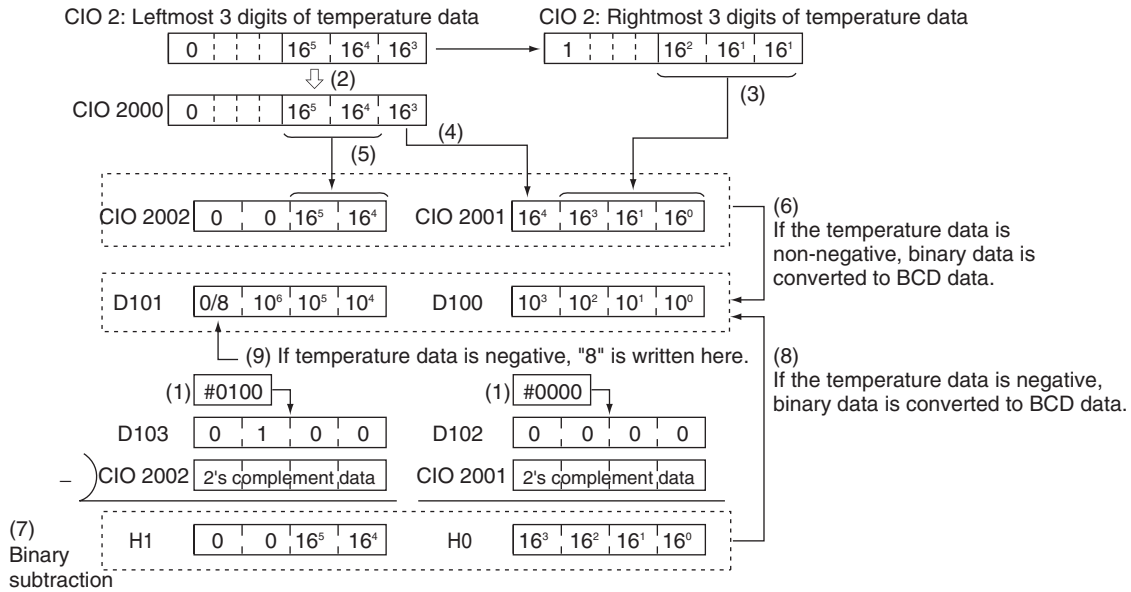 CIO 2: Leftmost 3 digits of temperature data
CIO 2: Rightmost 3 digits of temperature data
0 16⁵ 16⁴ 16³
1 16² 16¹ 16¹
(2)
(3)
CIO 2000 0 16⁵ 16⁴ 16³
(4)
(5)
CIO 2002 0 0 16⁵ 16⁴
CIO 2001 16⁴ 16³ 16¹ 16⁰
(6)
If the temperature data is
non-negative, binary data is
converted to BCD data.
D101 0/8 10⁶ 10⁵ 10⁴
D100 10³ 10² 10¹ 10⁰
(9) If temperature data is negative, "8" is written here.
(8)
If the temperature data is negative,
binary data is converted to BCD data.
(1) #0100
(1) #0000
D103 0 1 0 0
D102 0 0 0 0
– CIO 2002 2's complement data
CIO 2001 2's complement data
(7)
Binary
subtraction
H1 0 0 16⁵ 16⁴
H0 16³ 16² 16¹ 16⁰